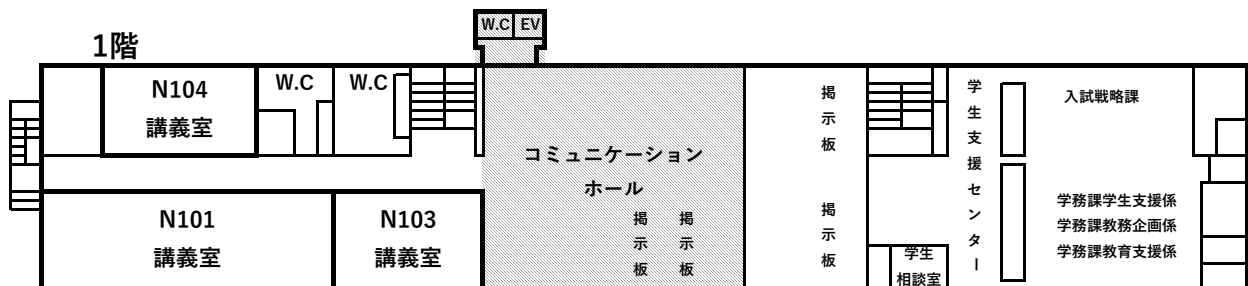 1階
W.C
EV
N104
講義室
W.C
W.C
コミュニケーション
ホール
N101
講義室
N103
講義室
掲示板
掲示板
掲示板
掲示板
学生支援センター
学生
相談室
入試戦略課
学務課学生支援係
学務課教務企画係
学務課教育支援係